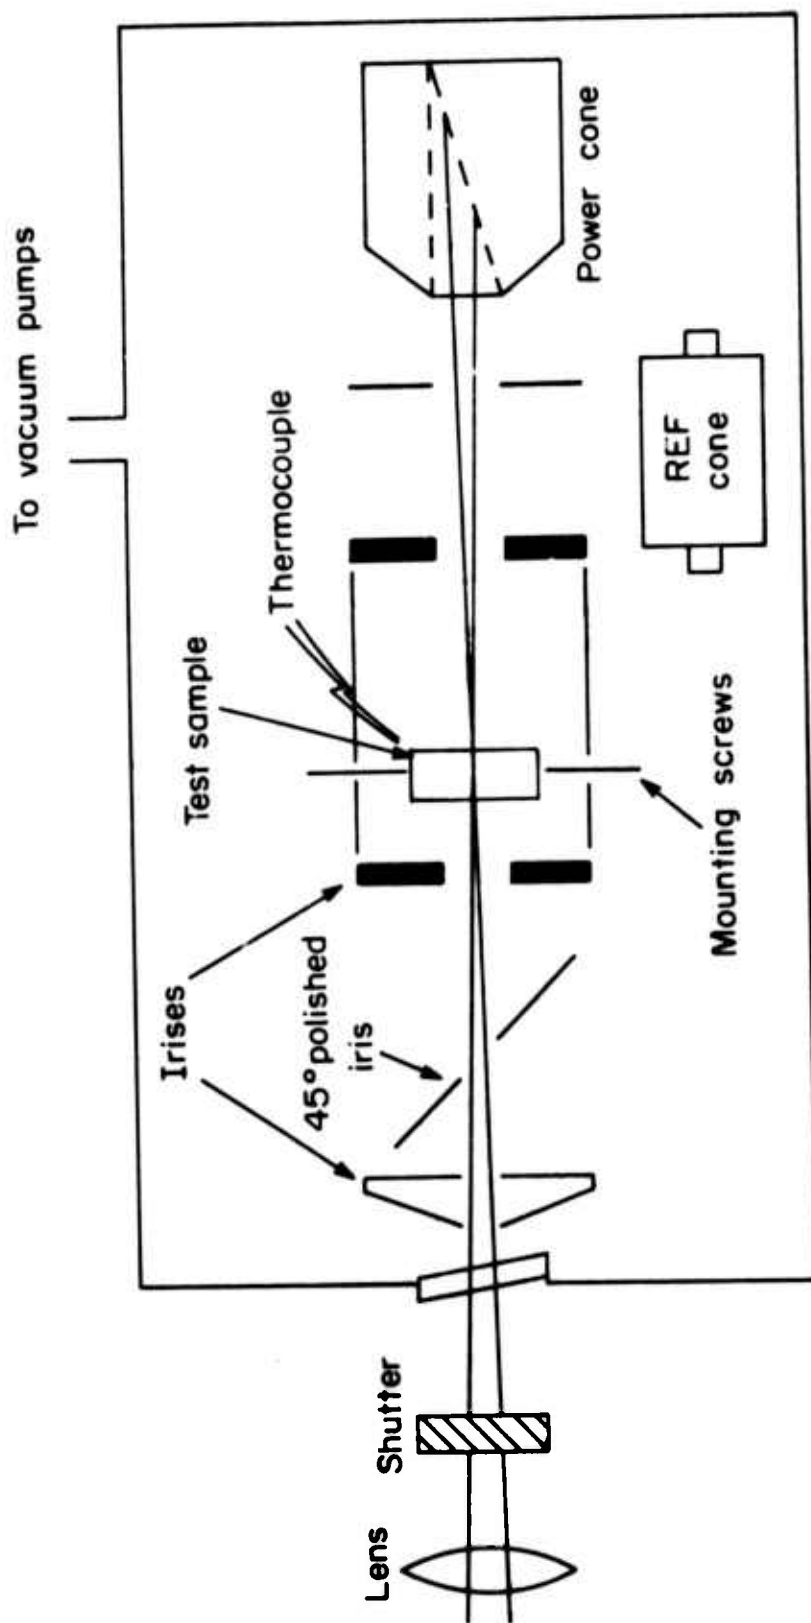 To vacuum pumps
Thermocouple
Test sample
Irises
45° polished
iris
Power cone
REF
cone
Mounting screws
Shutter
Lens